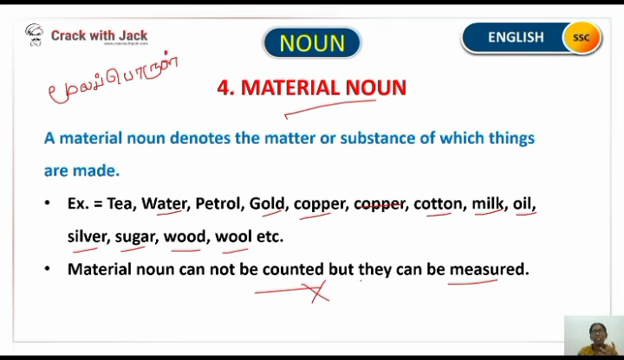 Crack with Jack
NOUN
ENGLISH
SSC
மூலப்பொருள்
4. MATERIAL NOUN
A material noun denotes the matter or substance of which things
are made.
• Ex. = Tea, Water, Petrol, Gold, copper, copper, cotton, milk, oil,
silver, sugar, wood, wool etc.
• Material noun can not be counted but they can be measured.